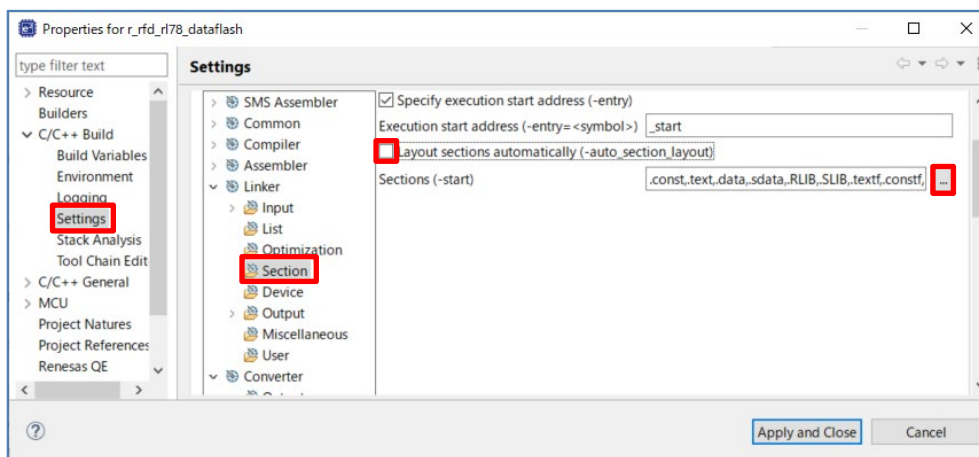 Properties for r_rfd_rl78_dataflash
type filter text
Resource
Builders
C/C++ Build
Build Variables
Environment
Logging
Settings
Stack Analysis
Tool Chain Edit
C/C++ General
MCU
Project Natures
Project References
Renesas QE
Settings
SMS Assembler
Common
Compiler
Assembler
Linker
Input
List
Optimization
Section
Device
Output
Miscellaneous
User
Converter
Specify execution start address (-entry)
Execution start address (-entry=<symbol>) _start
Layout sections automatically (-auto_section_layout)
Sections (-start) .const,.text,.data,.sdata,.RLIB,.SLIB,.textf,.constf, ...
Apply and Close
Cancel